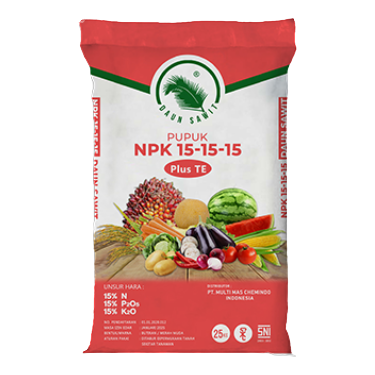 ®
DAUN SAWIT
PUPUK
NPK 15-15-15
Plus TE
NPK 15-15-15
DAUN SAWIT
NPK 15-15-15
DAUN SAWIT
UNSUR HARA :
15% N
15% P₂O₅
15% K₂O
DISTRIBUTOR :
PT. MULTI MAS CHEMINDO
INDONESIA
25
SNI